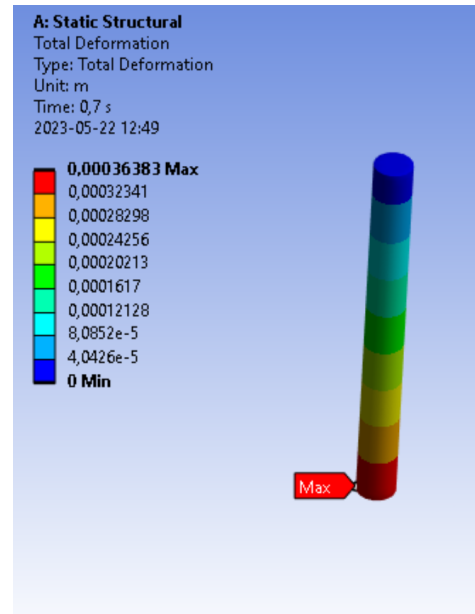 A: Static Structural
Total Deformation
Type: Total Deformation
Unit: m
Time: 0,7 s
2023-05-22 12:49
0,00036383 Max
0,00032341
0,00028298
0,00024256
0,00020213
0,0001617
0,00012128
8,0852e-5
4,0426e-5
0 Min
Max